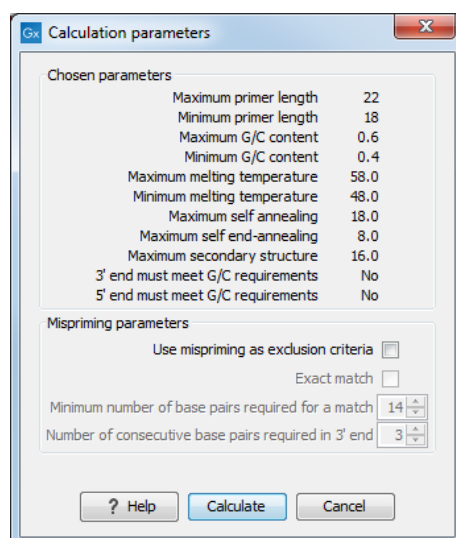 Gx Calculation parameters
Chosen parameters
Maximum primer length 22
Minimum primer length 18
Maximum G/C content 0.6
Minimum G/C content 0.4
Maximum melting temperature 58.0
Minimum melting temperature 48.0
Maximum self annealing 18.0
Maximum self end-annealing 8.0
Maximum secondary structure 16.0
3' end must meet G/C requirements No
5' end must meet G/C requirements No
Mispriming parameters
Use mispriming as exclusion criteria
Exact match
Minimum number of base pairs required for a match 14
Number of consecutive base pairs required in 3' end 3
? Help Calculate Cancel